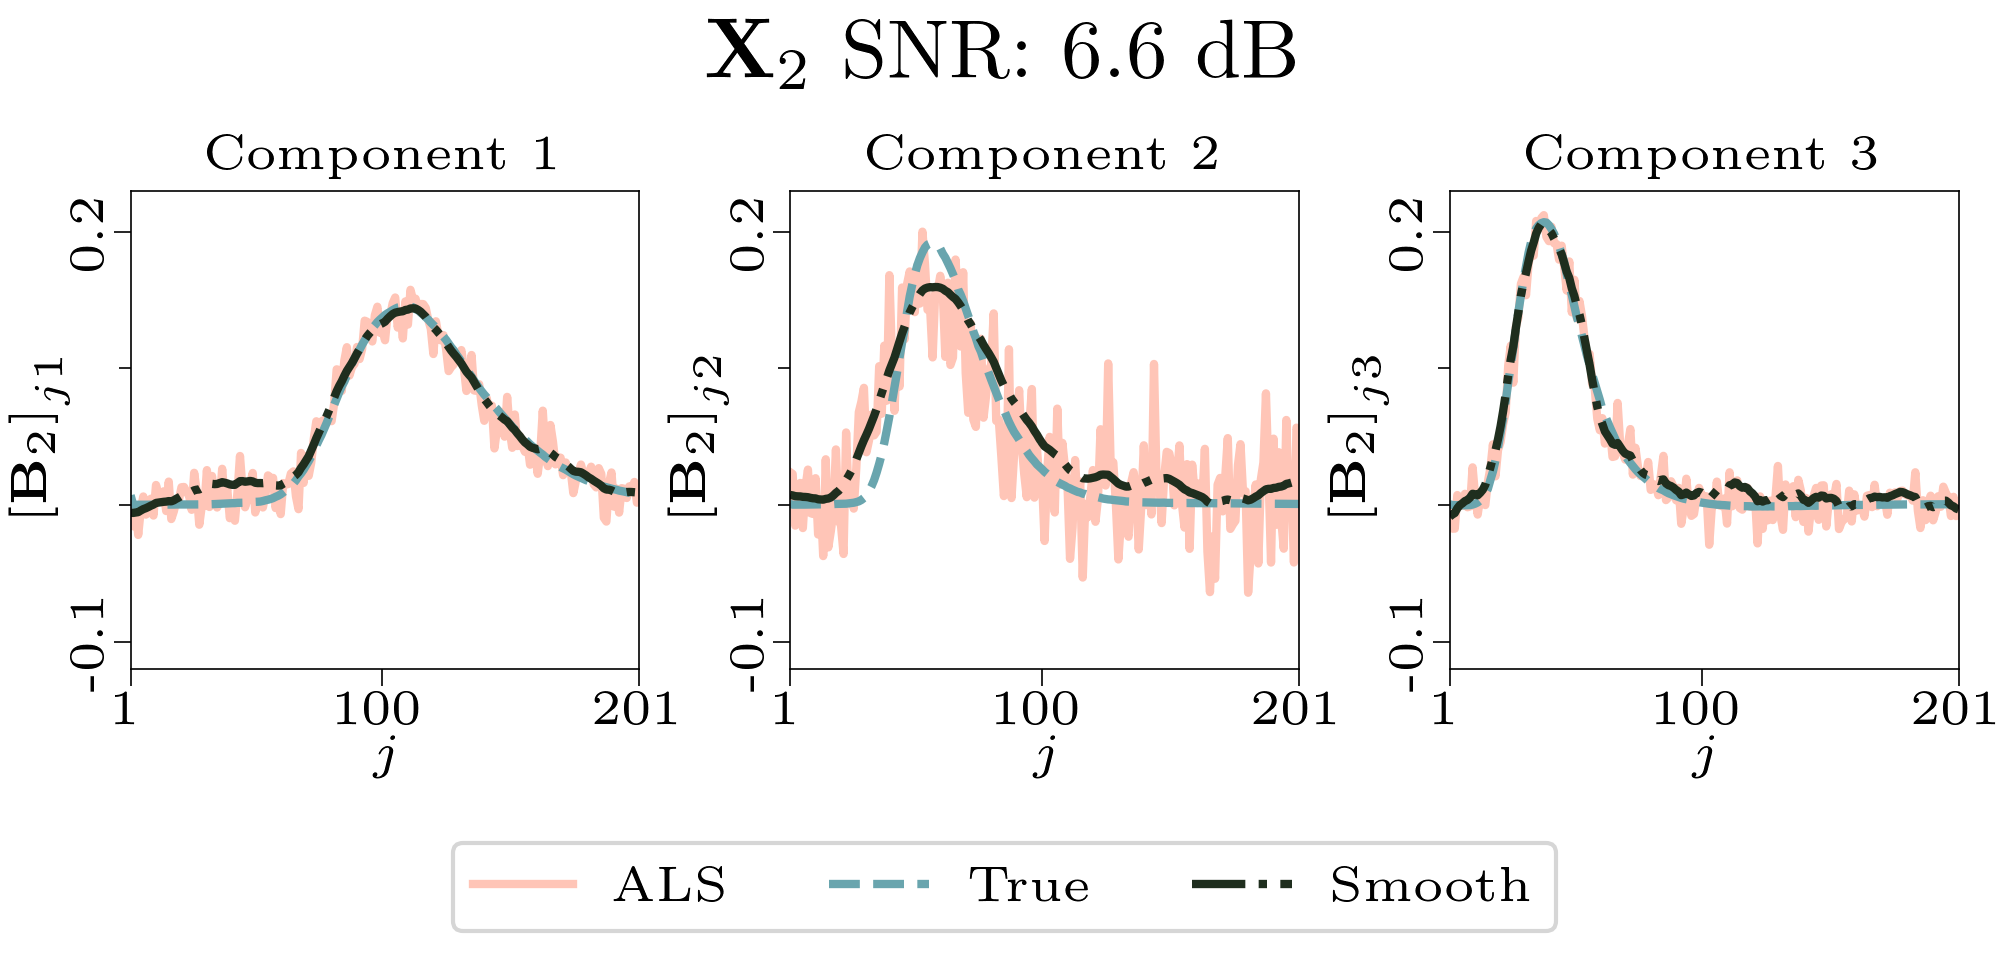 X₂ SNR: 6.6 dB
Component 1
Component 2
Component 3
[B₂]ⱼ₁
0.2
-0.1
1 100 201
j
[B₂]ⱼ₂
0.2
-0.1
1 100 201
j
[B₂]ⱼ₃
0.2
-0.1
1 100 201
j
ALS True Smooth